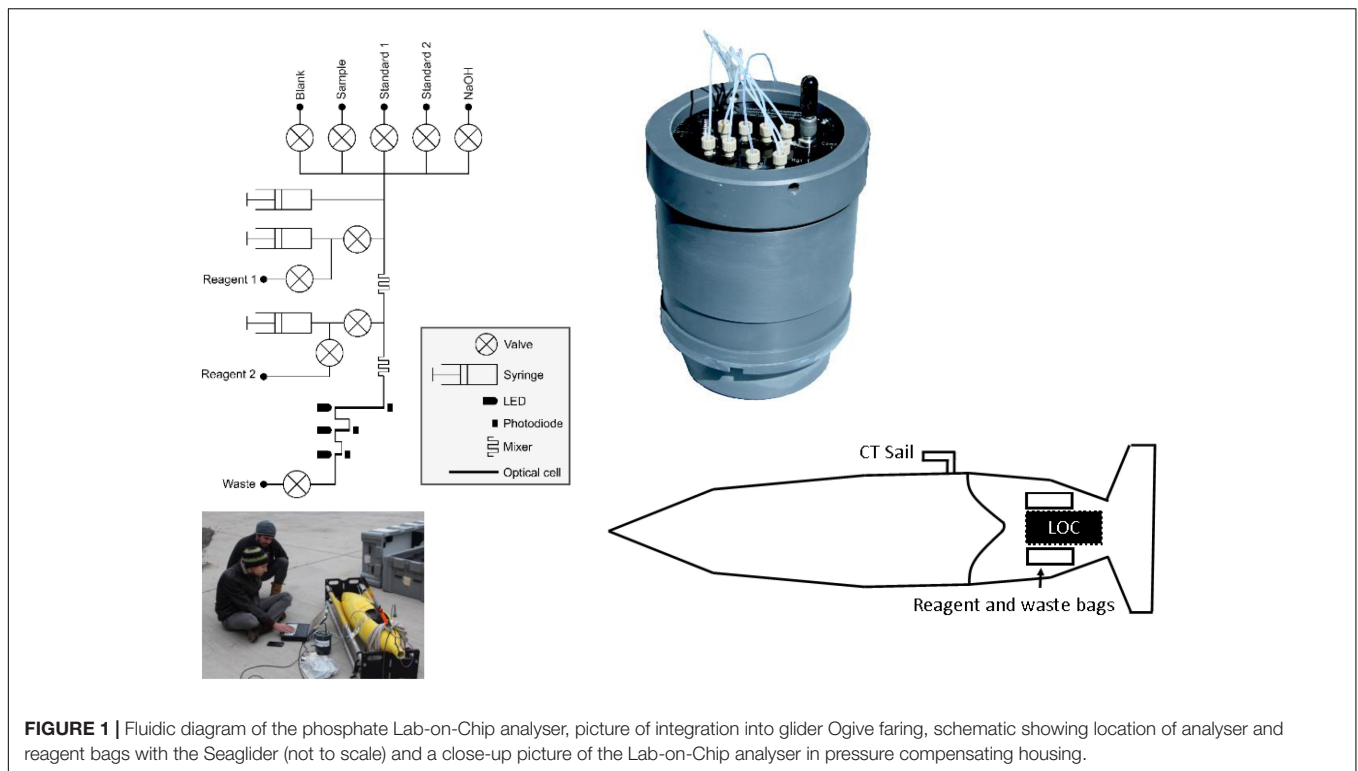 Blank
Sample
Standard 1
Standard 2
NaOH
Reagent 1
Reagent 2
Waste
Valve
Syringe
LED
Photodiode
Mixer
Optical cell
CT Sail
LOC
Reagent and waste bags
FIGURE 1 | Fluidic diagram of the phosphate Lab-on-Chip analyser, picture of integration into glider Ogive faring, schematic showing location of analyser and
reagent bags with the Seaglider (not to scale) and a close-up picture of the Lab-on-Chip analyser in pressure compensating housing.